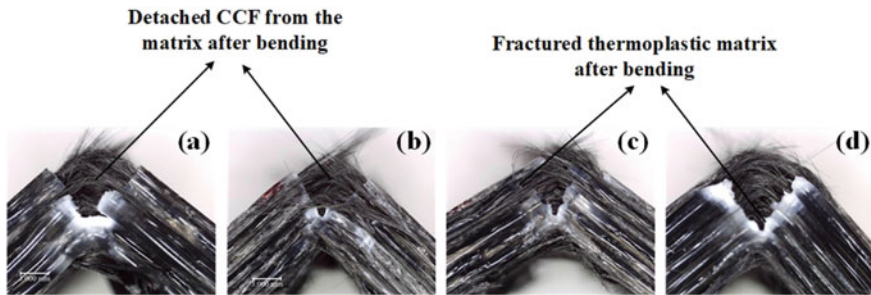 Detached CCF from the
matrix after bending
Fractured thermoplastic matrix
after bending
(a)
(b)
(c)
(d)